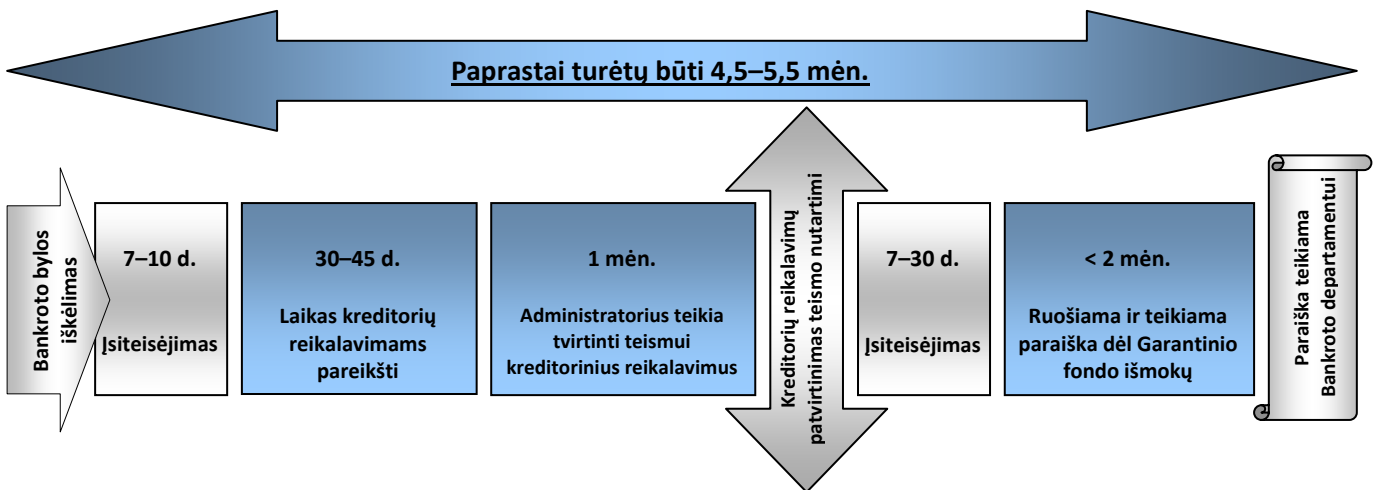 Paprastai turėtų būti 4,5–5,5 mėn.
Bankroto bylos
iškėlimas
7–10 d.
Įsiteisėjimas
30–45 d.
Laikas kreditorių
reikalavimams
pareikšti
1 mėn.
Administratorius teikia
tvirtinti teismui
kreditorinius reikalavimus
Kreditorių reikalavimų
patvirtinimas teismo nutartimi
7–30 d.
Įsiteisėjimas
< 2 mėn.
Ruošiama ir teikiama
paraiška dėl Garantinio
fondo išmokų
Paraiška teikiama
Bankroto departamentui